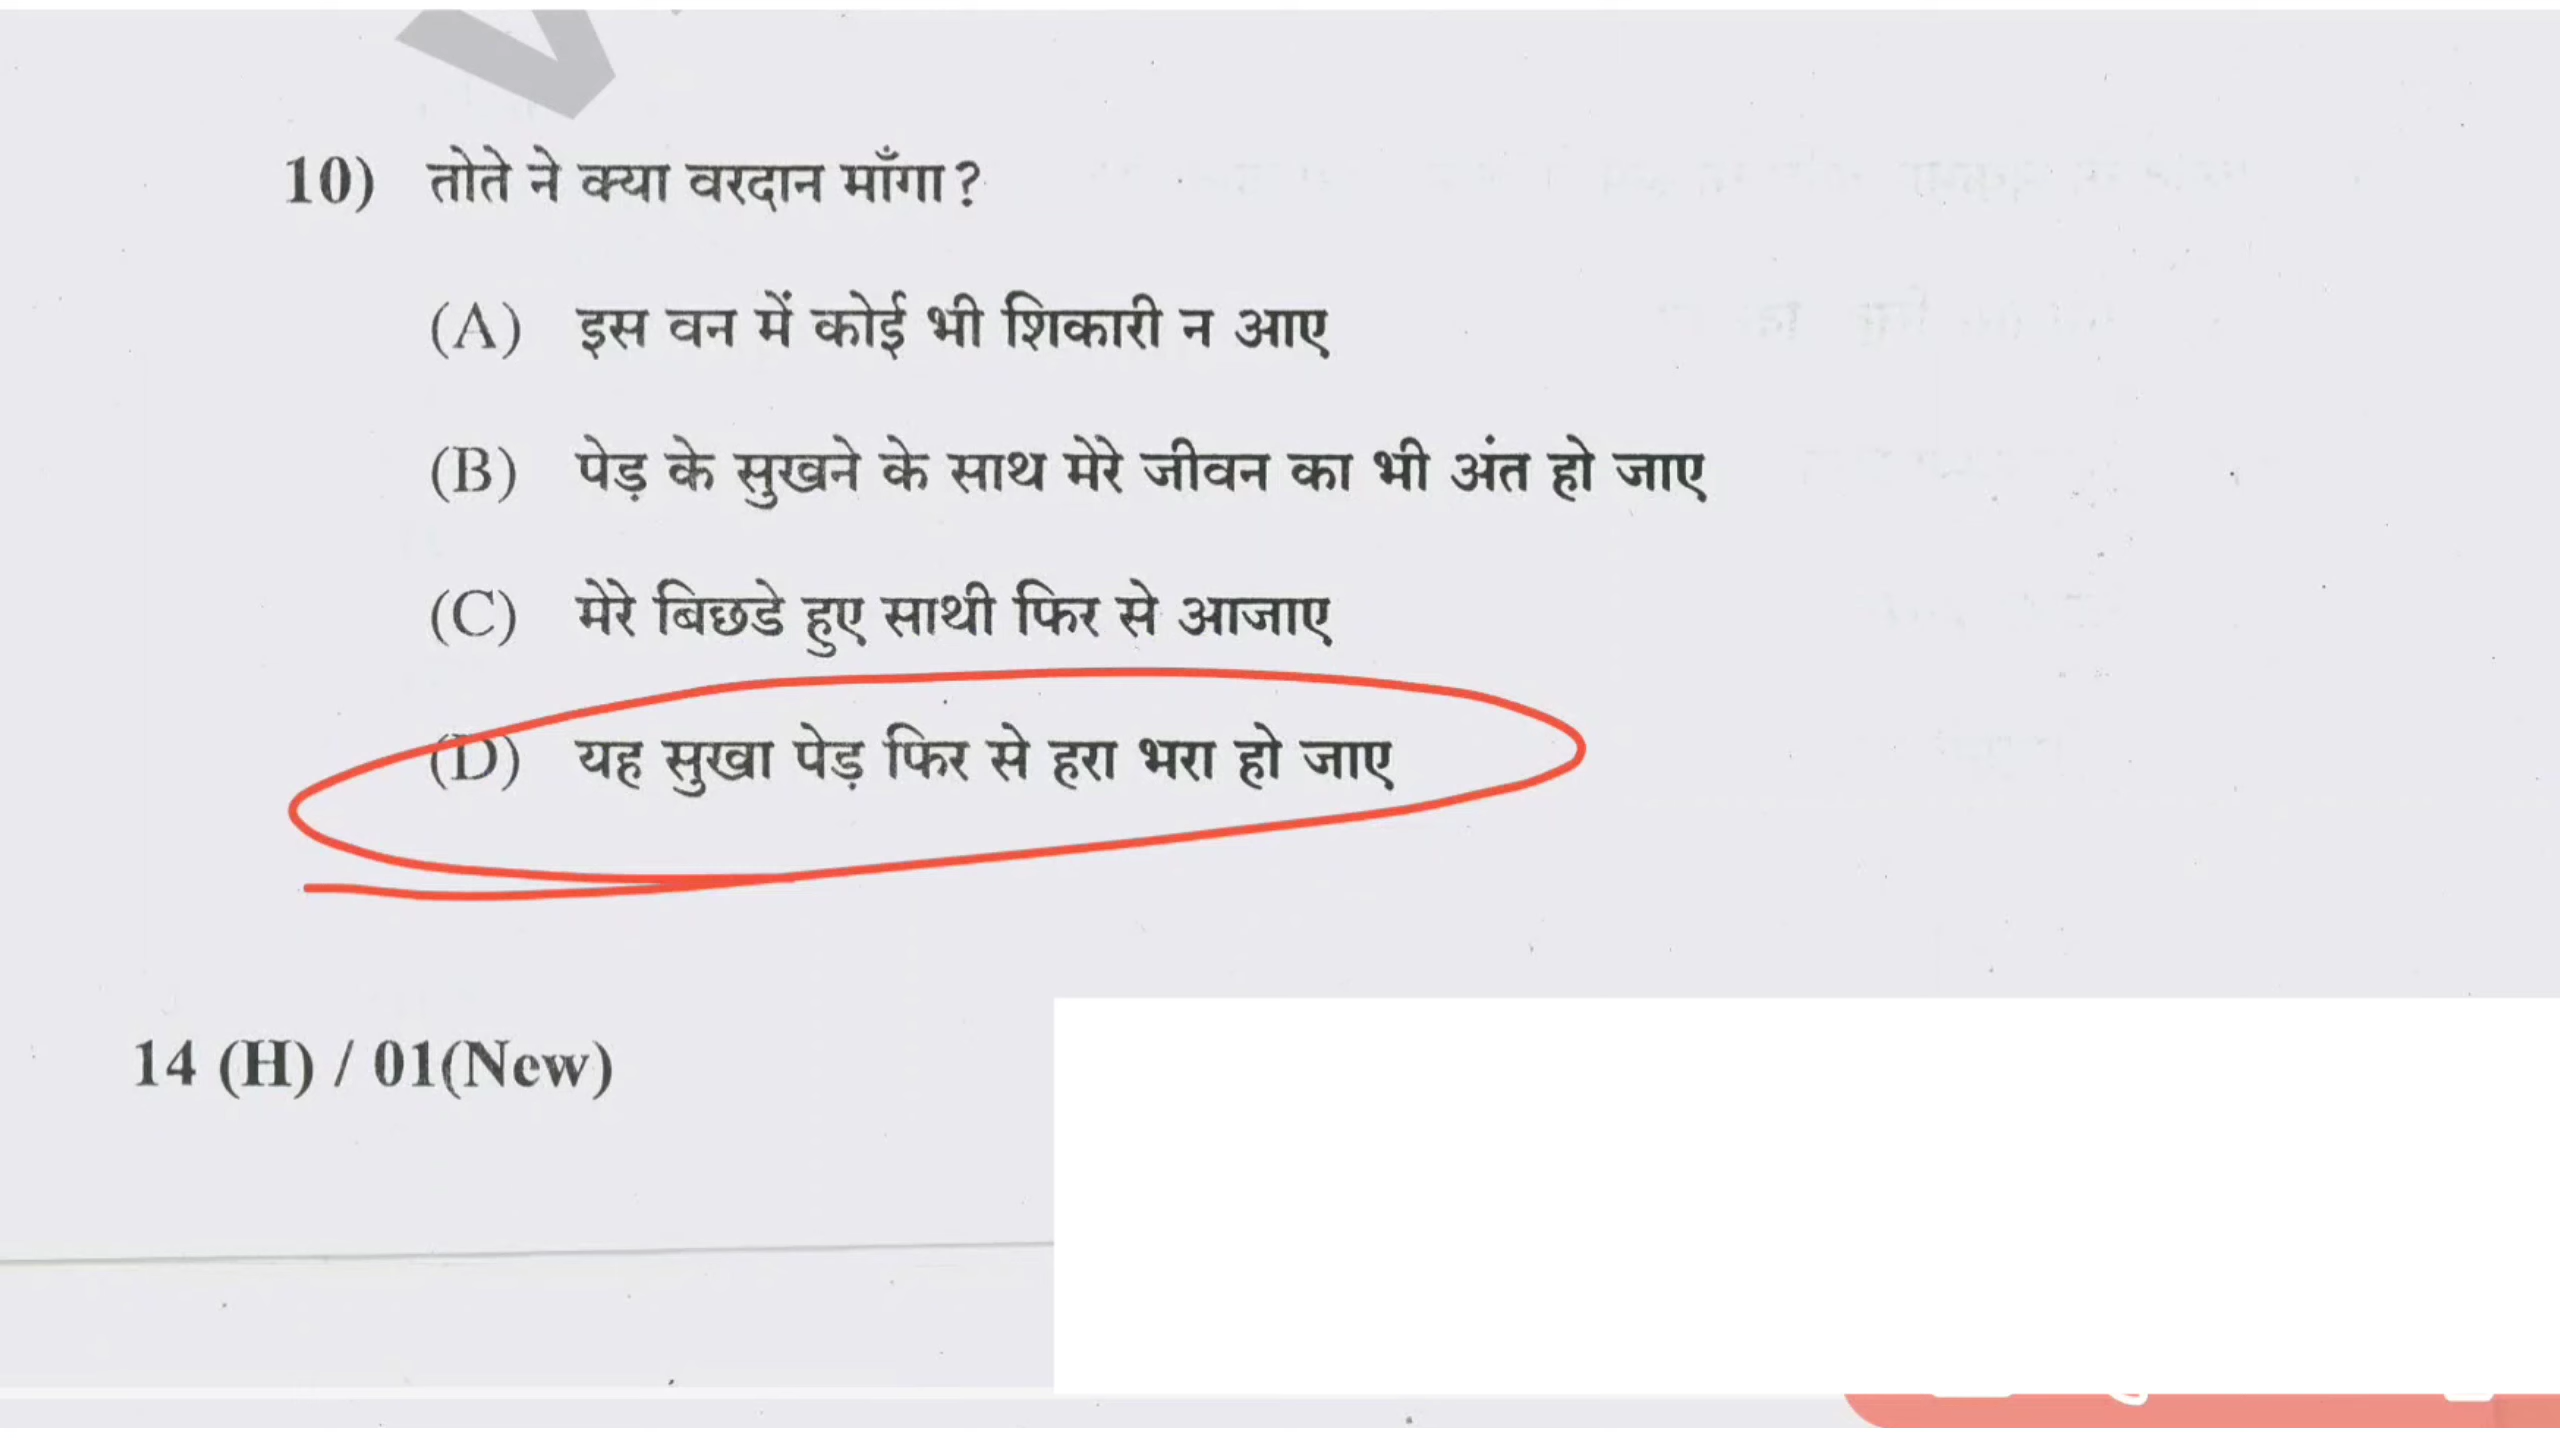 10) तोते ने क्या वरदान माँगा?
(A) इस वन में कोई भी शिकारी न आए
(B) पेड़ के सुखने के साथ मेरे जीवन का भी अंत हो जाए
(C) मेरे बिछडे हुए साथी फिर से आजाए
(D) यह सुखा पेड़ फिर से हरा भरा हो जाए
14 (H) / 01(New)